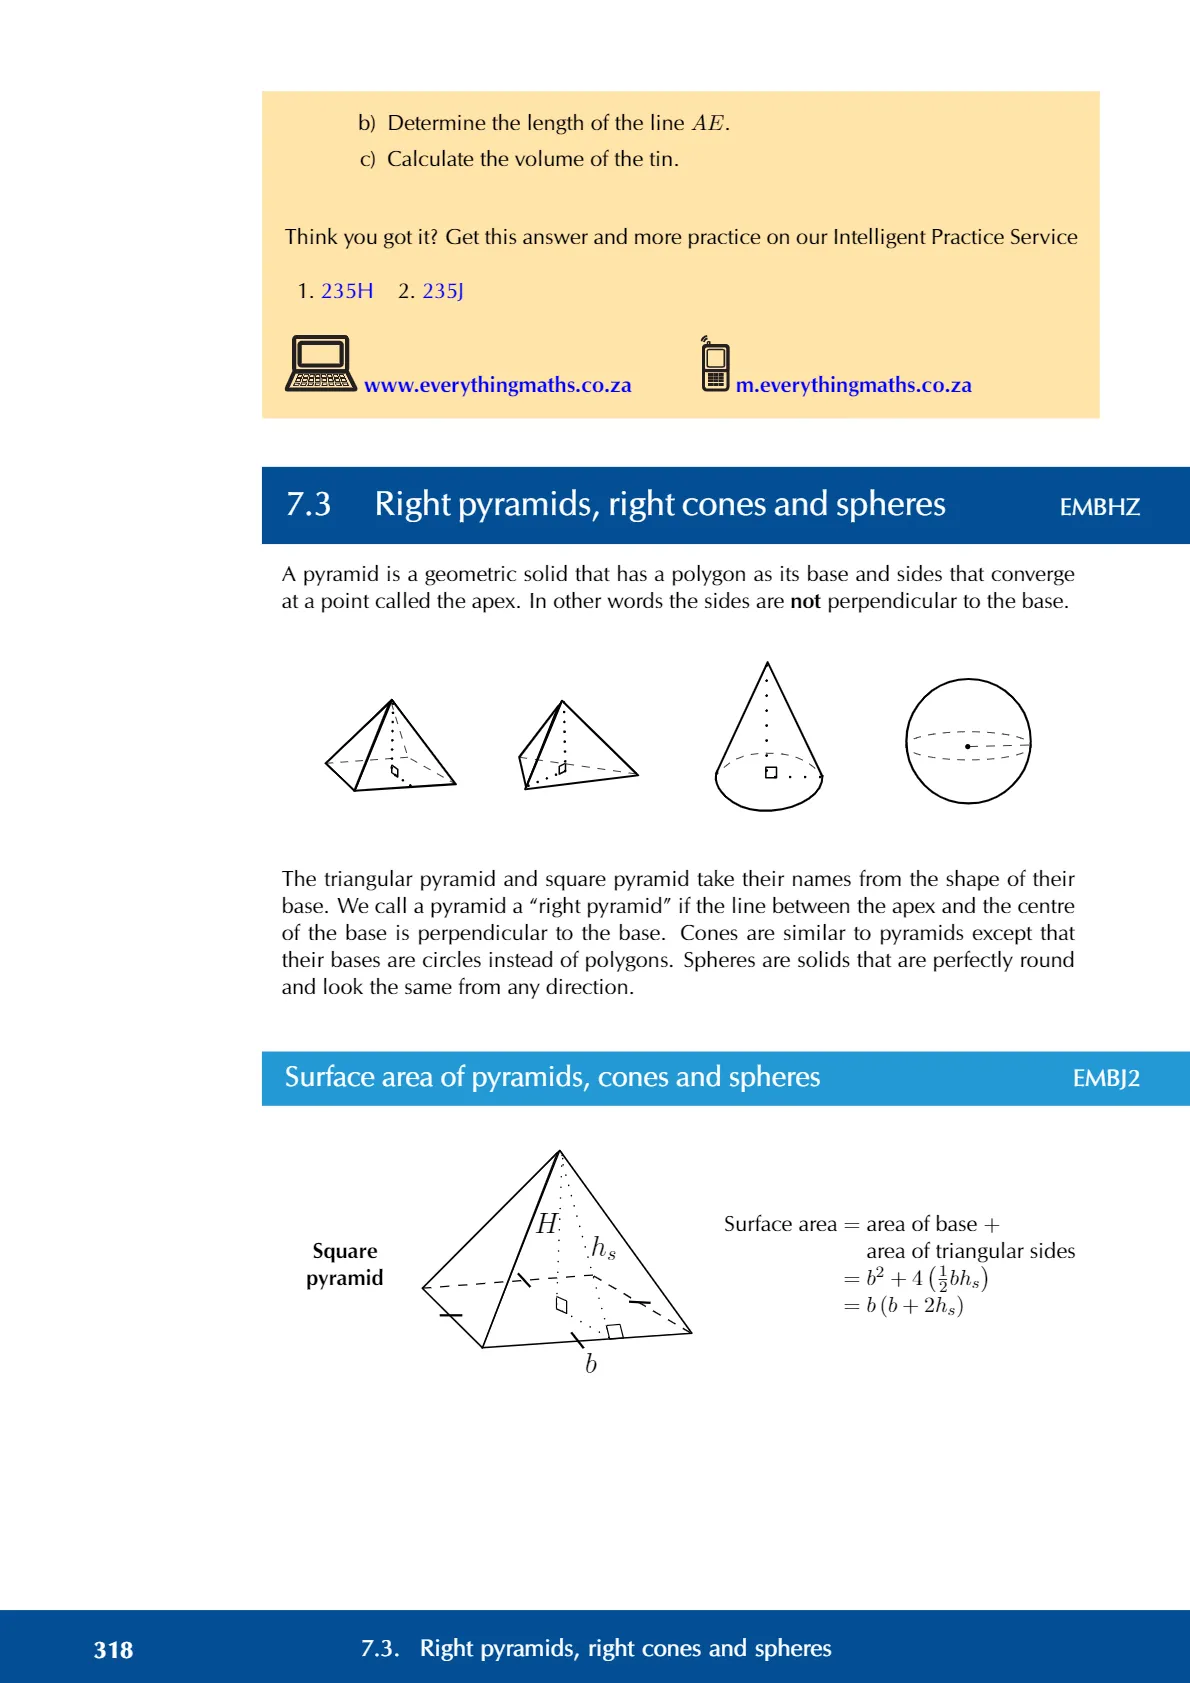 b) Determine the length of the line AE.
c) Calculate the volume of the tin.
Think you got it? Get this answer and more practice on our Intelligent Practice Service
1. 235H 2. 235J
www.everythingmaths.co.za m.everythingmaths.co.za
7.3 Right pyramids, right cones and spheres EMBHZ
A pyramid is a geometric solid that has a polygon as its base and sides that converge
at a point called the apex. In other words the sides are not perpendicular to the base.
The triangular pyramid and square pyramid take their names from the shape of their
base. We call a pyramid a “right pyramid” if the line between the apex and the centre
of the base is perpendicular to the base. Cones are similar to pyramids except that
their bases are circles instead of polygons. Spheres are solids that are perfectly round
and look the same from any direction.
Surface area of pyramids, cones and spheres EMBJ2
Square
pyramid
H
h_s
b
Surface area = area of base +
area of triangular sides
= b² + 4 (½bh_s)
= b (b + 2h_s)
318 7.3. Right pyramids, right cones and spheres